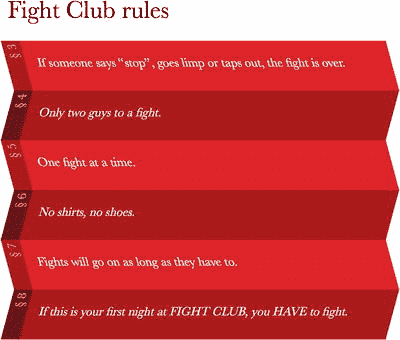 Fight Club rules
§ 3
If someone says “stop” , goes limp or taps out, the fight is over.
§ 4
Only two guys to a fight.
§ 5
One fight at a time.
§ 6
No shirts, no shoes.
§ 7
Fights will go on as long as they have to.
§ 8
If this is your first night at FIGHT CLUB, you HAVE to fight.